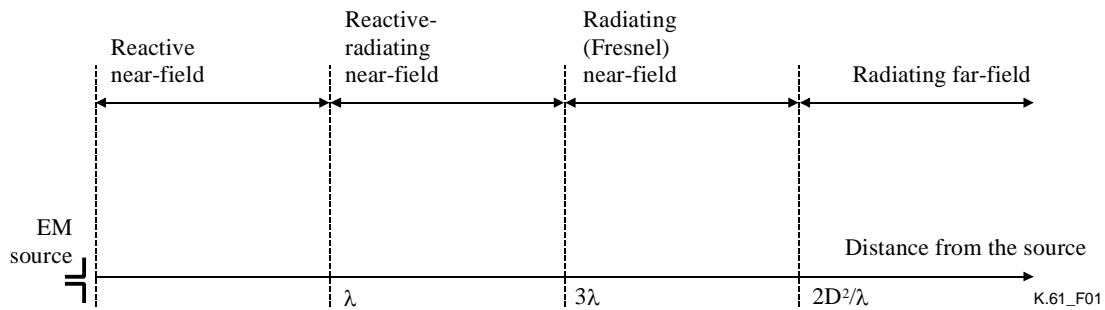 Reactive
near-field
Reactive-
radiating
near-field
Radiating
(Fresnel)
near-field
Radiating far-field
EM
source
Distance from the source
λ
3λ
2D²/λ
K.61_F01